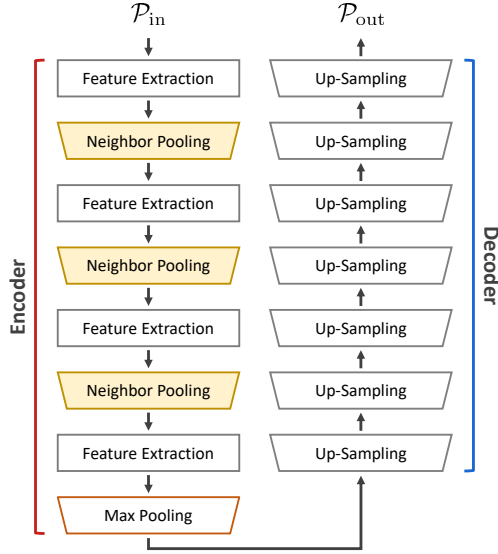 𝒫in
Feature Extraction
Neighbor Pooling
Feature Extraction
Neighbor Pooling
Feature Extraction
Neighbor Pooling
Feature Extraction
Max Pooling
Encoder
𝒫out
Up-Sampling
Up-Sampling
Up-Sampling
Up-Sampling
Up-Sampling
Up-Sampling
Up-Sampling
Decoder